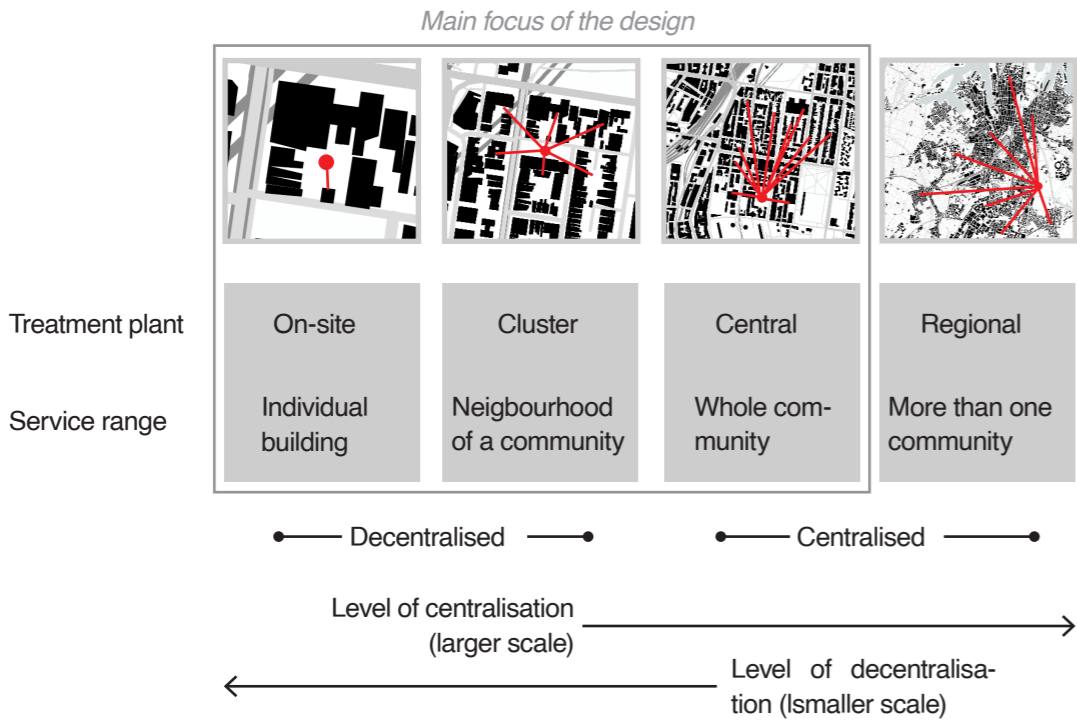 Main focus of the design
Treatment plant
On-site
Cluster
Central
Regional
Service range
Individual
building
Neigbourhood
of a community
Whole com-
munity
More than one
community
Decentralised
Centralised
Level of centralisation
(larger scale)
Level of decentralisa-
tion (lsmaller scale)